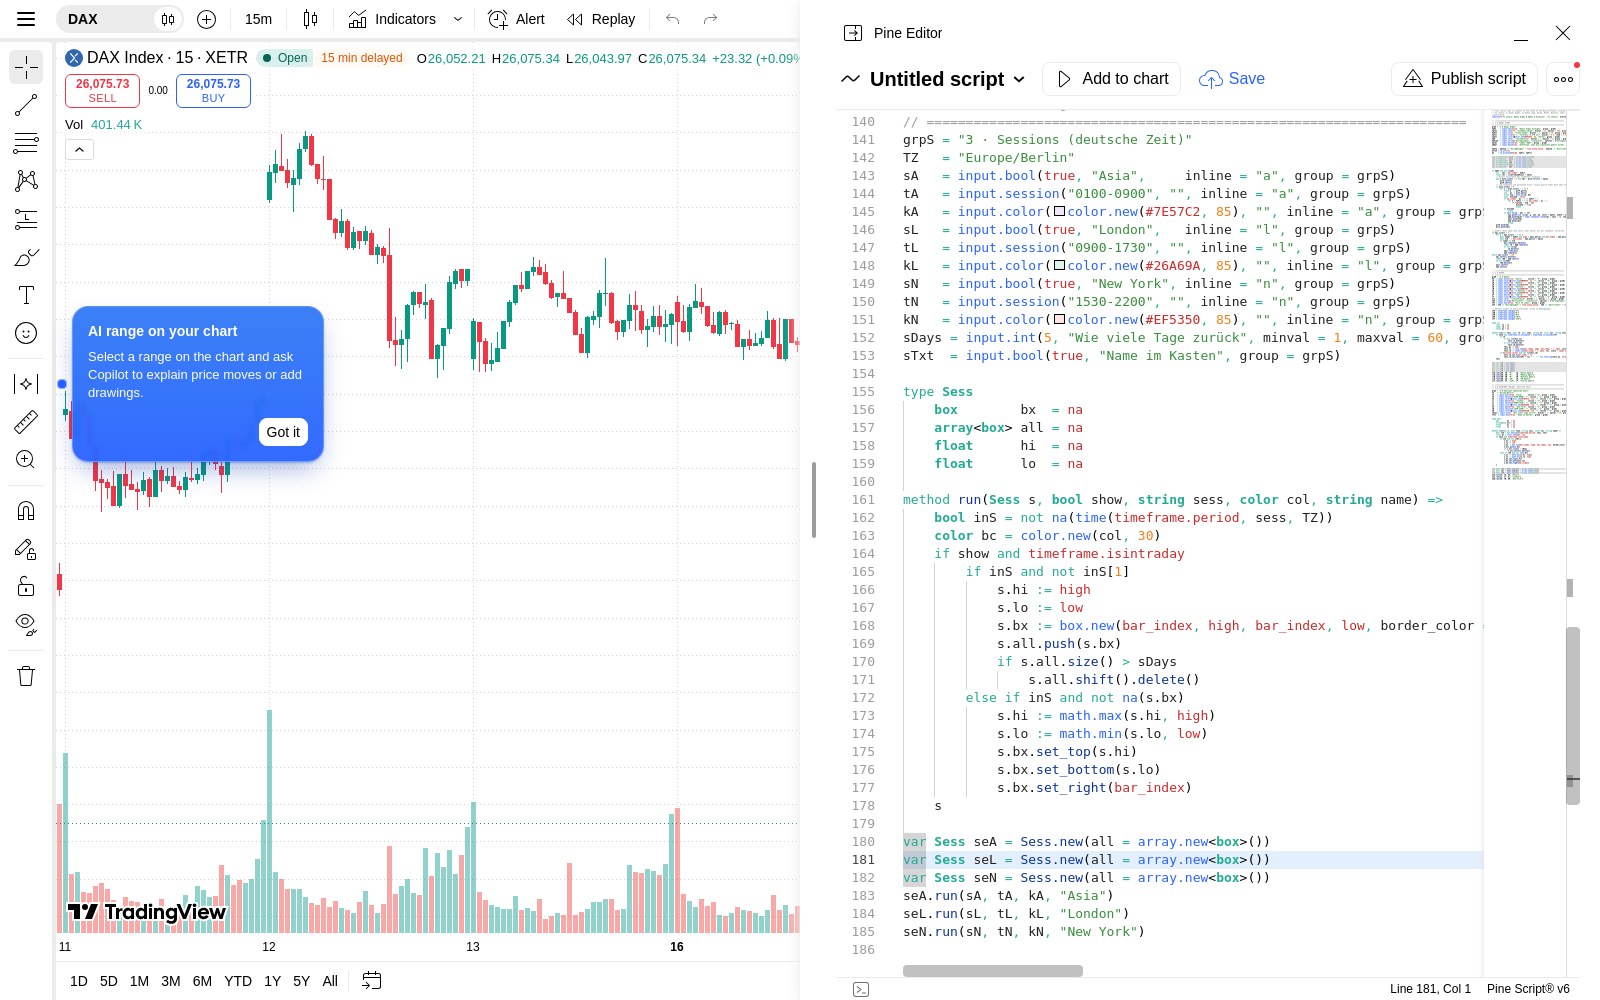 DAX
15m
Indicators
Alert
Replay
DAX Index · 15 · XETR
Open
15 min delayed
O26,052.21 H26,075.34 L26,043.97 C26,075.34 +23.32 (+0.09%
26,075.73
SELL
0.00
26,075.73
BUY
Vol 401.44 K
AI range on your chart
Select a range on the chart and ask
Copilot to explain price moves or add
drawings.
Got it
TradingView
11 12 13 16
1D 5D 1M 3M 6M YTD 1Y 5Y All
Pine Editor
Untitled script
Add to chart
Save
Publish script
140 // =====================================================================
141 grpS = "3 · Sessions (deutsche Zeit)"
142 TZ   = "Europe/Berlin"
143 sA   = input.bool(true, "Asia",     inline = "a", group = grpS)
144 tA   = input.session("0100-0900", "", inline = "a", group = grpS)
145 kA   = input.color(color.new(#7E57C2, 85), "", inline = "a", group = grpS
146 sL   = input.bool(true, "London",   inline = "l", group = grpS)
147 tL   = input.session("0900-1730", "", inline = "l", group = grpS)
148 kL   = input.color(color.new(#26A69A, 85), "", inline = "l", group = grpS
149 sN   = input.bool(true, "New York", inline = "n", group = grpS)
150 tN   = input.session("1530-2200", "", inline = "n", group = grpS)
151 kN   = input.color(color.new(#EF5350, 85), "", inline = "n", group = grpS
152 sDays = input.int(5, "Wie viele Tage zurück", minval = 1, maxval = 60, grou
153 sTxt  = input.bool(true, "Name im Kasten", group = grpS)
154
155 type Sess
156     box        bx  = na
157     array<box> all = na
158     float      hi  = na
159     float      lo  = na
160
161 method run(Sess s, bool show, string sess, color col, string name) =>
162     bool inS = not na(time(timeframe.period, sess, TZ))
163     color bc = color.new(col, 30)
164     if show and timeframe.isintraday
165         if inS and not inS[1]
166             s.hi := high
167             s.lo := low
168             s.bx := box.new(bar_index, high, bar_index, low, border_color =
169             s.all.push(s.bx)
170             if s.all.size() > sDays
171                 s.all.shift().delete()
172         else if inS and not na(s.bx)
173             s.hi := math.max(s.hi, high)
174             s.lo := math.min(s.lo, low)
175             s.bx.set_top(s.hi)
176             s.bx.set_bottom(s.lo)
177             s.bx.set_right(bar_index)
178     s
179
180 var Sess seA = Sess.new(all = array.new<box>())
181 var Sess seL = Sess.new(all = array.new<box>())
182 var Sess seN = Sess.new(all = array.new<box>())
183 seA.run(sA, tA, kA, "Asia")
184 seL.run(sL, tL, kL, "London")
185 seN.run(sN, tN, kN, "New York")
186
Line 181, Col 1 Pine Script® v6